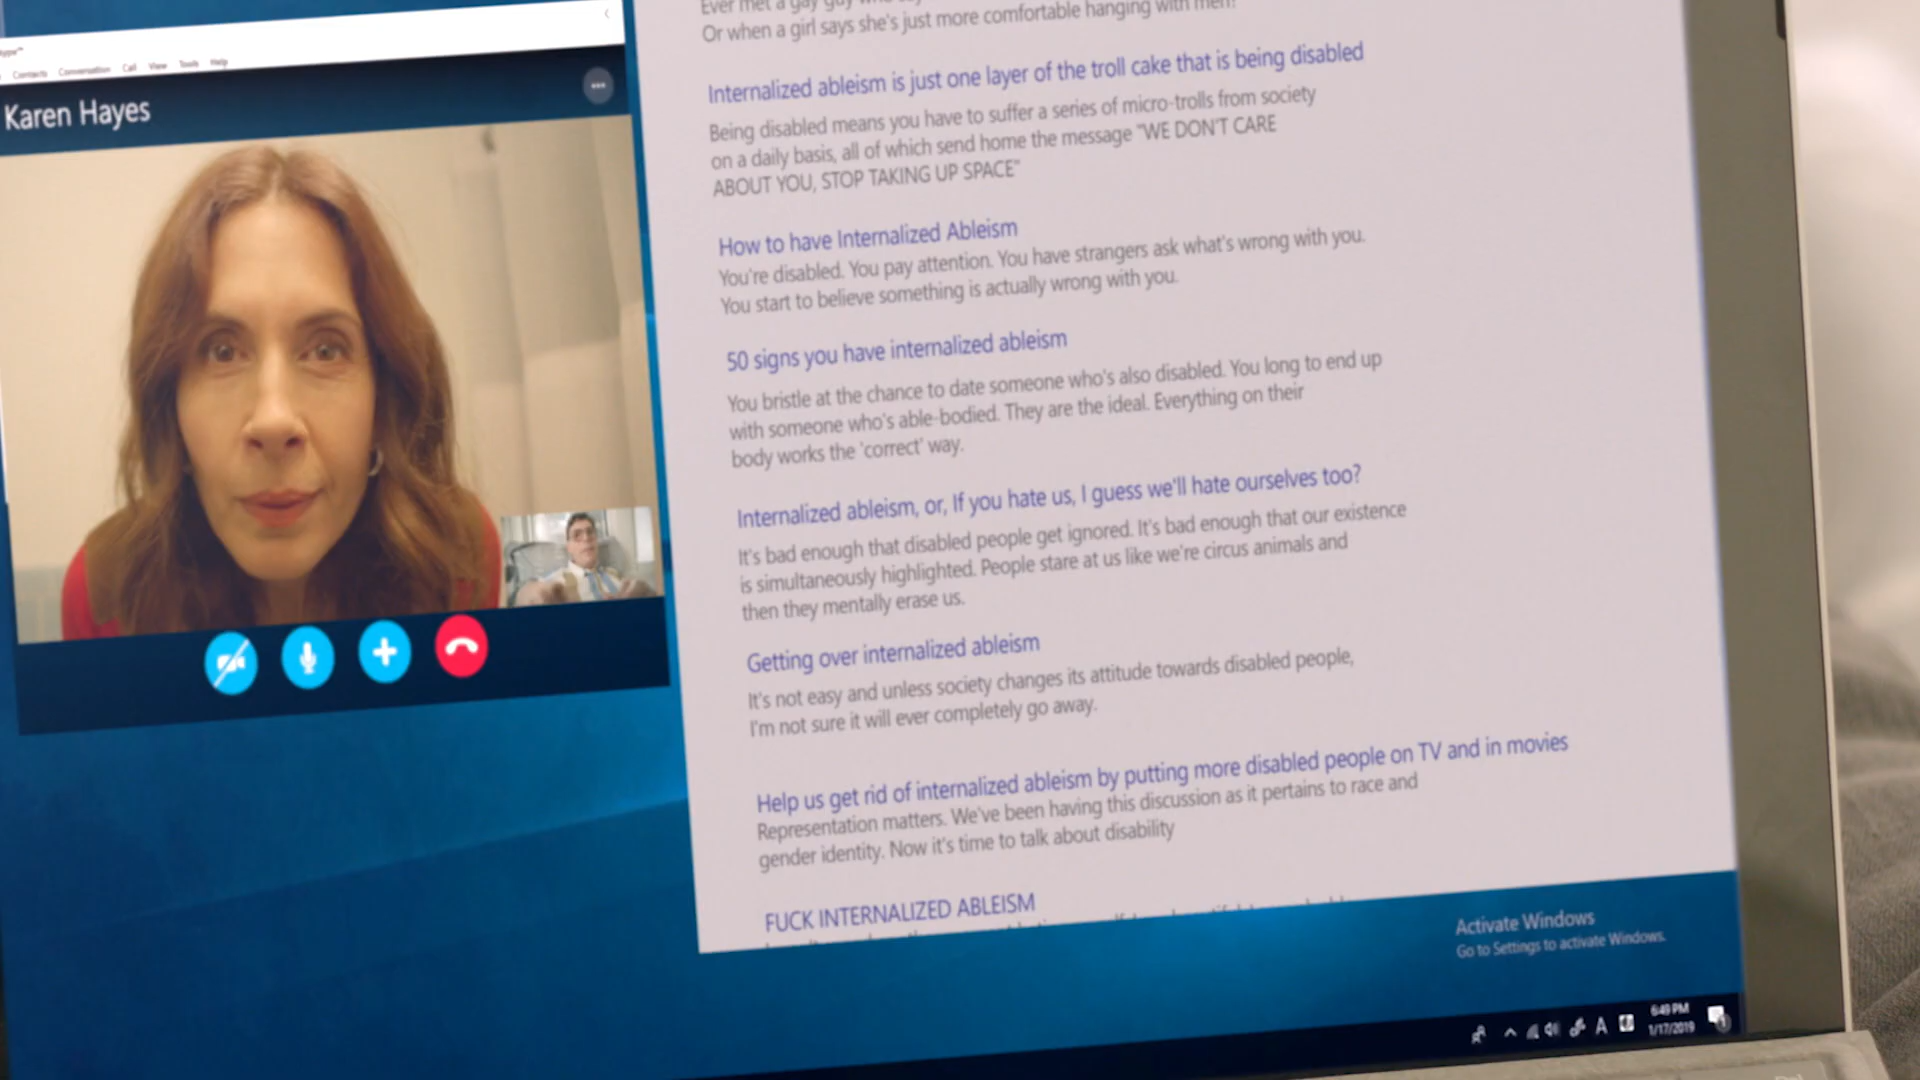 Contacts Conversation Call View Tools Help
Karen Hayes
Ever met a gay guy who
Or when a girl says she's just more comfortable hanging with men?
Internalized ableism is just one layer of the troll cake that is being disabled
Being disabled means you have to suffer a series of micro-trolls from society
on a daily basis, all of which send home the message "WE DON'T CARE
ABOUT YOU, STOP TAKING UP SPACE"
How to have Internalized Ableism
You're disabled. You pay attention. You have strangers ask what's wrong with you.
You start to believe something is actually wrong with you.
50 signs you have internalized ableism
You bristle at the chance to date someone who's also disabled. You long to end up
with someone who's able-bodied. They are the ideal. Everything on their
body works the 'correct' way.
Internalized ableism, or, If you hate us, I guess we'll hate ourselves too?
It's bad enough that disabled people get ignored. It's bad enough that our existence
is simultaneously highlighted. People stare at us like we're circus animals and
then they mentally erase us.
Getting over internalized ableism
It's not easy and unless society changes its attitude towards disabled people,
I'm not sure it will ever completely go away.
Help us get rid of internalized ableism by putting more disabled people on TV and in movies
Representation matters. We've been having this discussion as it pertains to race and
gender identity. Now it's time to talk about disability
FUCK INTERNALIZED ABLEISM
Activate Windows
Go to Settings to activate Windows.
A
6:49 PM
1/17/2019
1